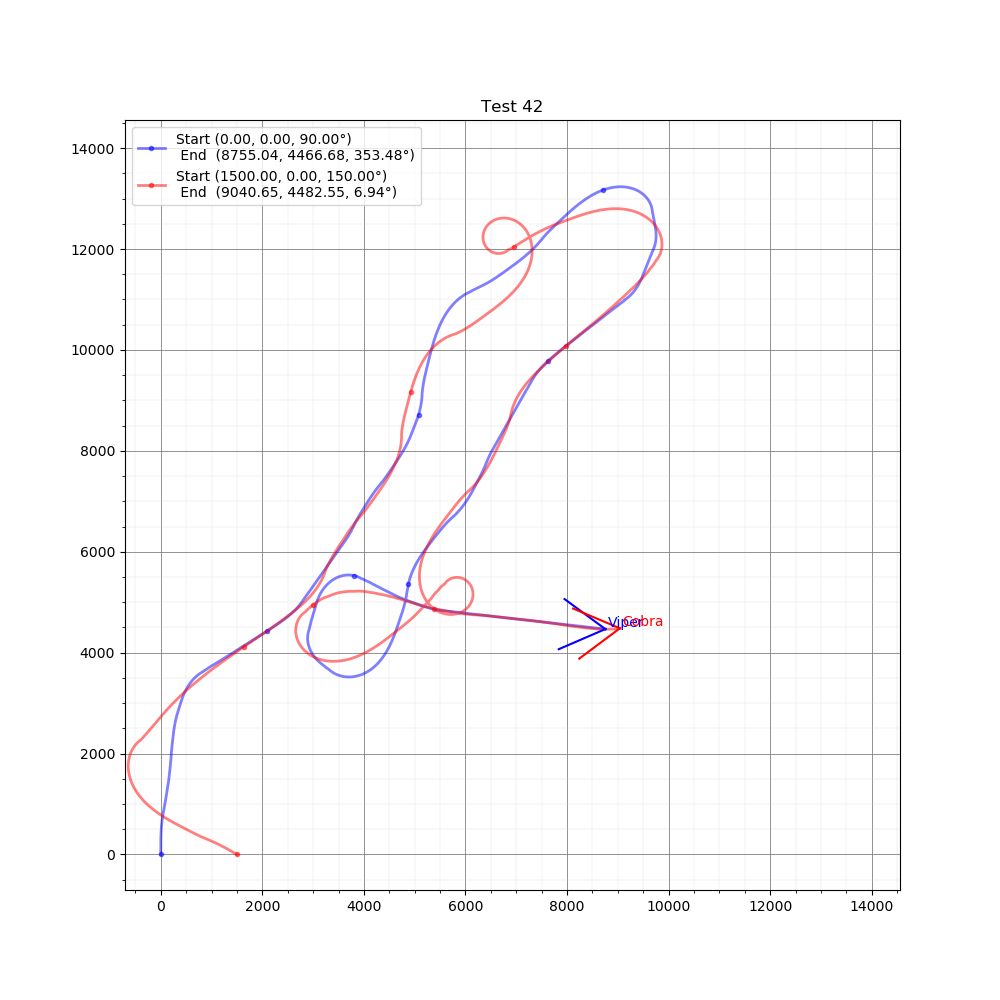 Test 42
Start (0.00, 0.00, 90.00°)
End (8755.04, 4466.68, 353.48°)
Start (1500.00, 0.00, 150.00°)
End (9040.65, 4482.55, 6.94°)
14000
12000
10000
8000
6000
4000
2000
0
Viper
Cobra
0 2000 4000 6000 8000 10000 12000 14000